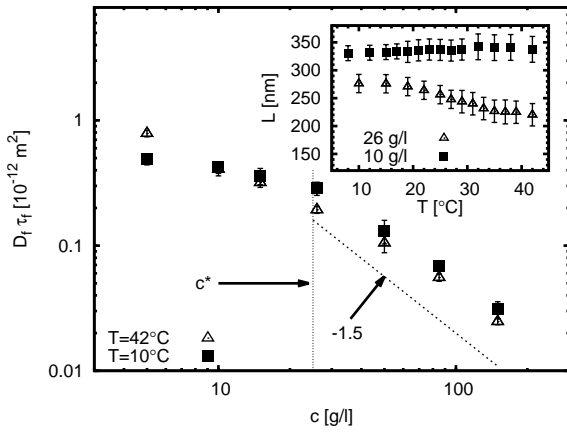 350
300
250
200
150
L [nm]
26 g/l
10 g/l
0 10 20 30 40
T [°C]
1
0.1
0.01
D_f τ_f [10^-12 m^2]
c*
-1.5
T=42°C
T=10°C
10 100
c [g/l]